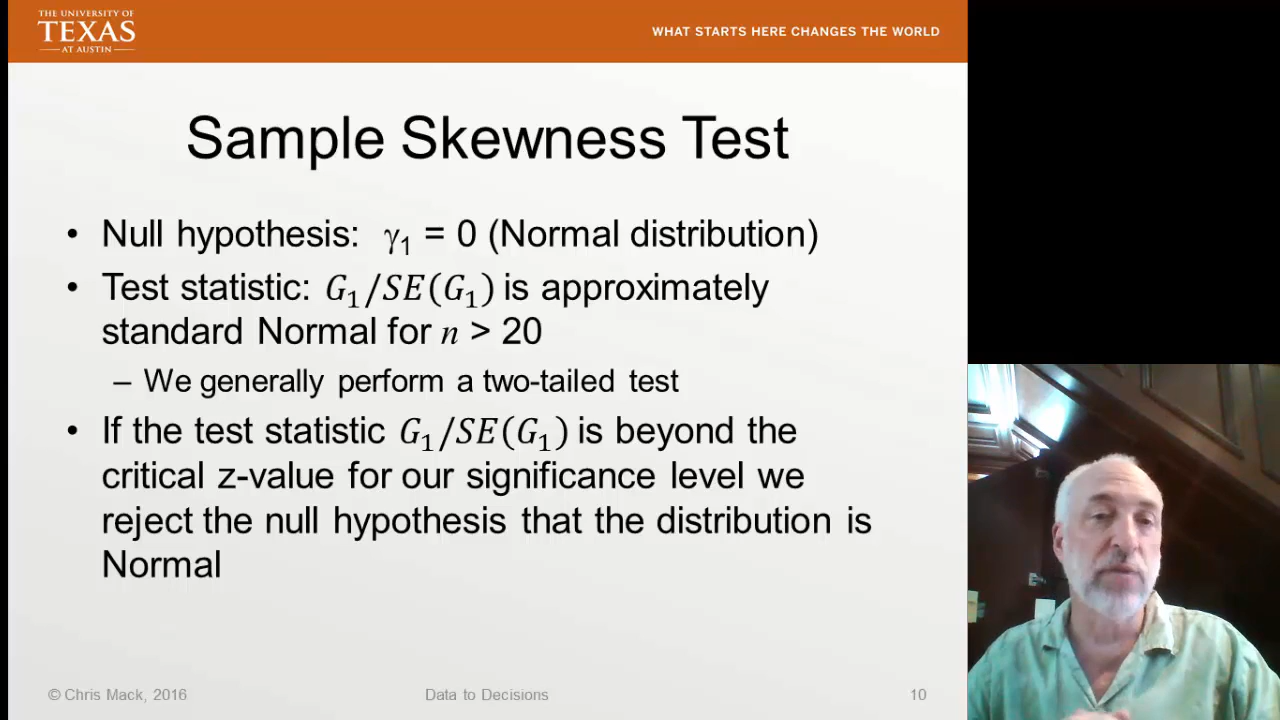 THE UNIVERSITY OF
TEXAS
AT AUSTIN
WHAT STARTS HERE CHANGES THE WORLD
Sample Skewness Test
• Null hypothesis: γ₁ = 0 (Normal distribution)
• Test statistic: G₁/SE(G₁) is approximately
standard Normal for n > 20
– We generally perform a two-tailed test
• If the test statistic G₁/SE(G₁) is beyond the
critical z-value for our significance level we
reject the null hypothesis that the distribution is
Normal
© Chris Mack, 2016
Data to Decisions
10